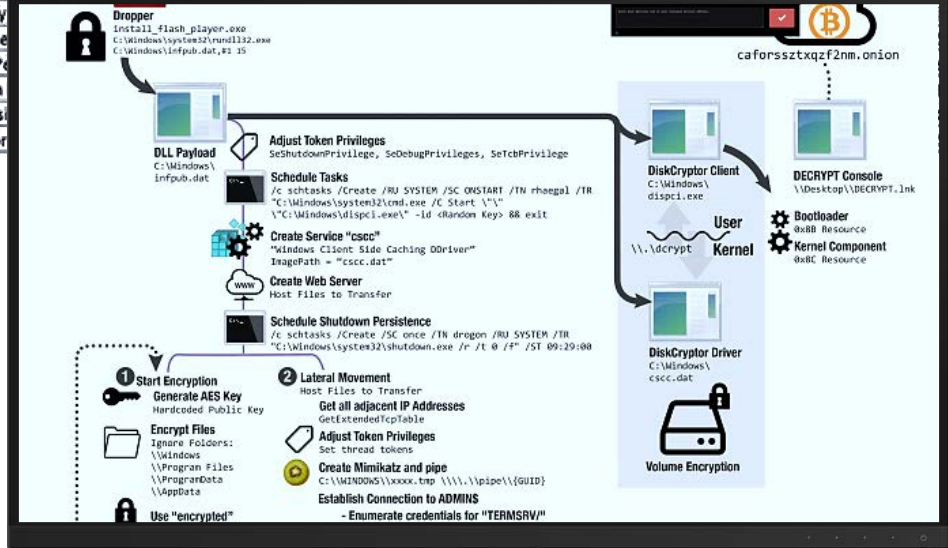 Dropper
install_flash_player.exe
C:\Windows\system32\rundll32.exe
C:\Windows\infpub.dat,#1 15
caforssztxqzf2nm.onion
DLL Payload
C:\Windows\
infpub.dat
Adjust Token Privileges
SeShutdownPrivilege, SeDebugPrivileges, SeTcbPrivilege
Schedule Tasks
/c schtasks /Create /RU SYSTEM /SC ONSTART /TN rhaegal /TR
"C:\Windows\system32\cmd.exe /C Start \"\"
\"C:\Windows\dispci.exe\" -id <Random Key> && exit
Create Service "cscc"
"Windows Client Side Caching DDriver"
ImagePath = "cscc.dat"
www
Create Web Server
Host Files to Transfer
Schedule Shutdown Persistence
/c schtasks /Create /SC once /TN drogon /RU SYSTEM /TR
"C:\Windows\system32\shutdown.exe /r /t 0 /f" /ST 09:29:00
1 Start Encryption
Generate AES Key
Hardcoded Public Key
Encrypt Files
Ignore Folders:
\\Windows
\\Program Files
\\ProgramData
\\AppData
Use "encrypted"
2 Lateral Movement
Host Files to Transfer
Get all adjacent IP Addresses
GetExtendedTcpTable
Adjust Token Privileges
Set thread tokens
Create Mimikatz and pipe
C:\\WINDOWS\\xxxx.tmp \\\\.\\pipe\\{GUID}
Establish Connection to ADMIN$
- Enumerate credentials for "TERMSRV/"
DiskCryptor Client
C:\Windows\
dispci.exe
User
\\.\dcrypt
Kernel
DiskCryptor Driver
C:\Windows\
cscc.dat
Volume Encryption
DECRYPT Console
\\Desktop\\DECRYPT.lnk
Bootloader
0x8B Resource
Kernel Component
0x8C Resource